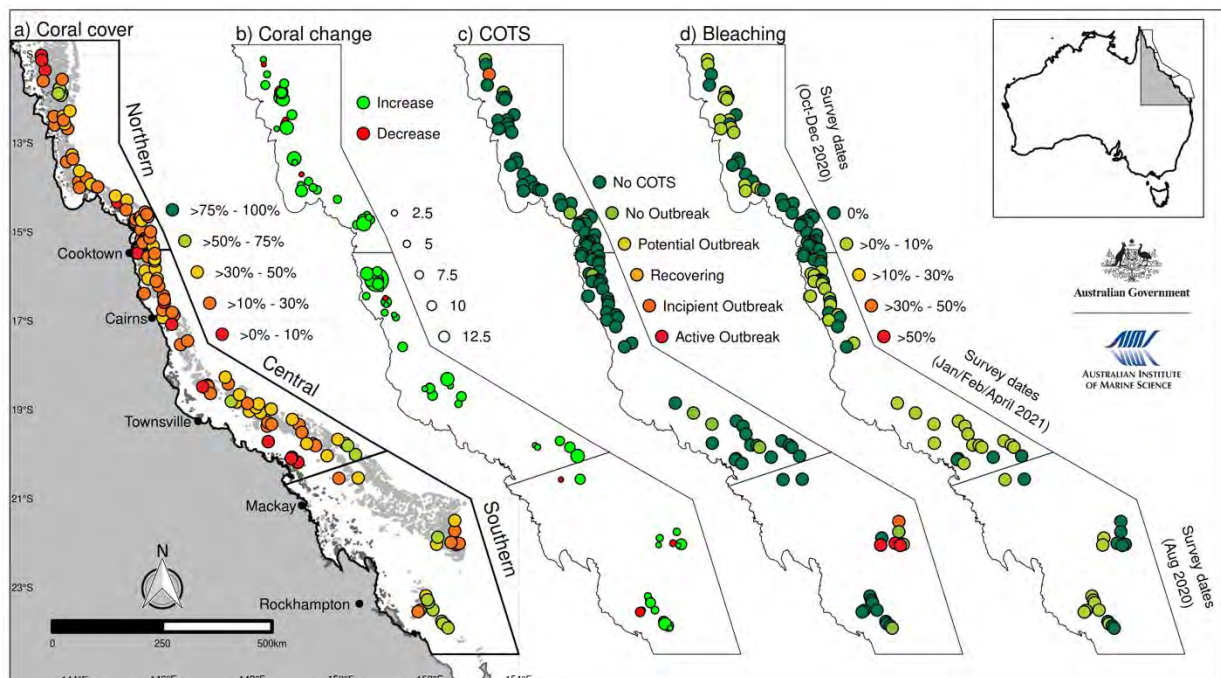 a) Coral cover
b) Coral change
c) COTS
d) Bleaching
Increase
Decrease
Northern
Survey dates
(Oct-Dec 2020)
13°S
15°S
17°S
19°S
21°S
23°S
Cooktown
Cairns
Townsville
Mackay
Rockhampton
>75% - 100%
>50% - 75%
>30% - 50%
>10% - 30%
>0% - 10%
2.5
5
7.5
10
12.5
No COTS
No Outbreak
Potential Outbreak
Recovering
Incipient Outbreak
Active Outbreak
0%
>0% - 10%
>10% - 30%
>30% - 50%
>50%
Australian Government
AIMS
AUSTRALIAN INSTITUTE
OF MARINE SCIENCE
Central
Survey dates
(Jan/Feb/April 2021)
Southern
Survey dates
(Aug 2020)
N
0
250
500km